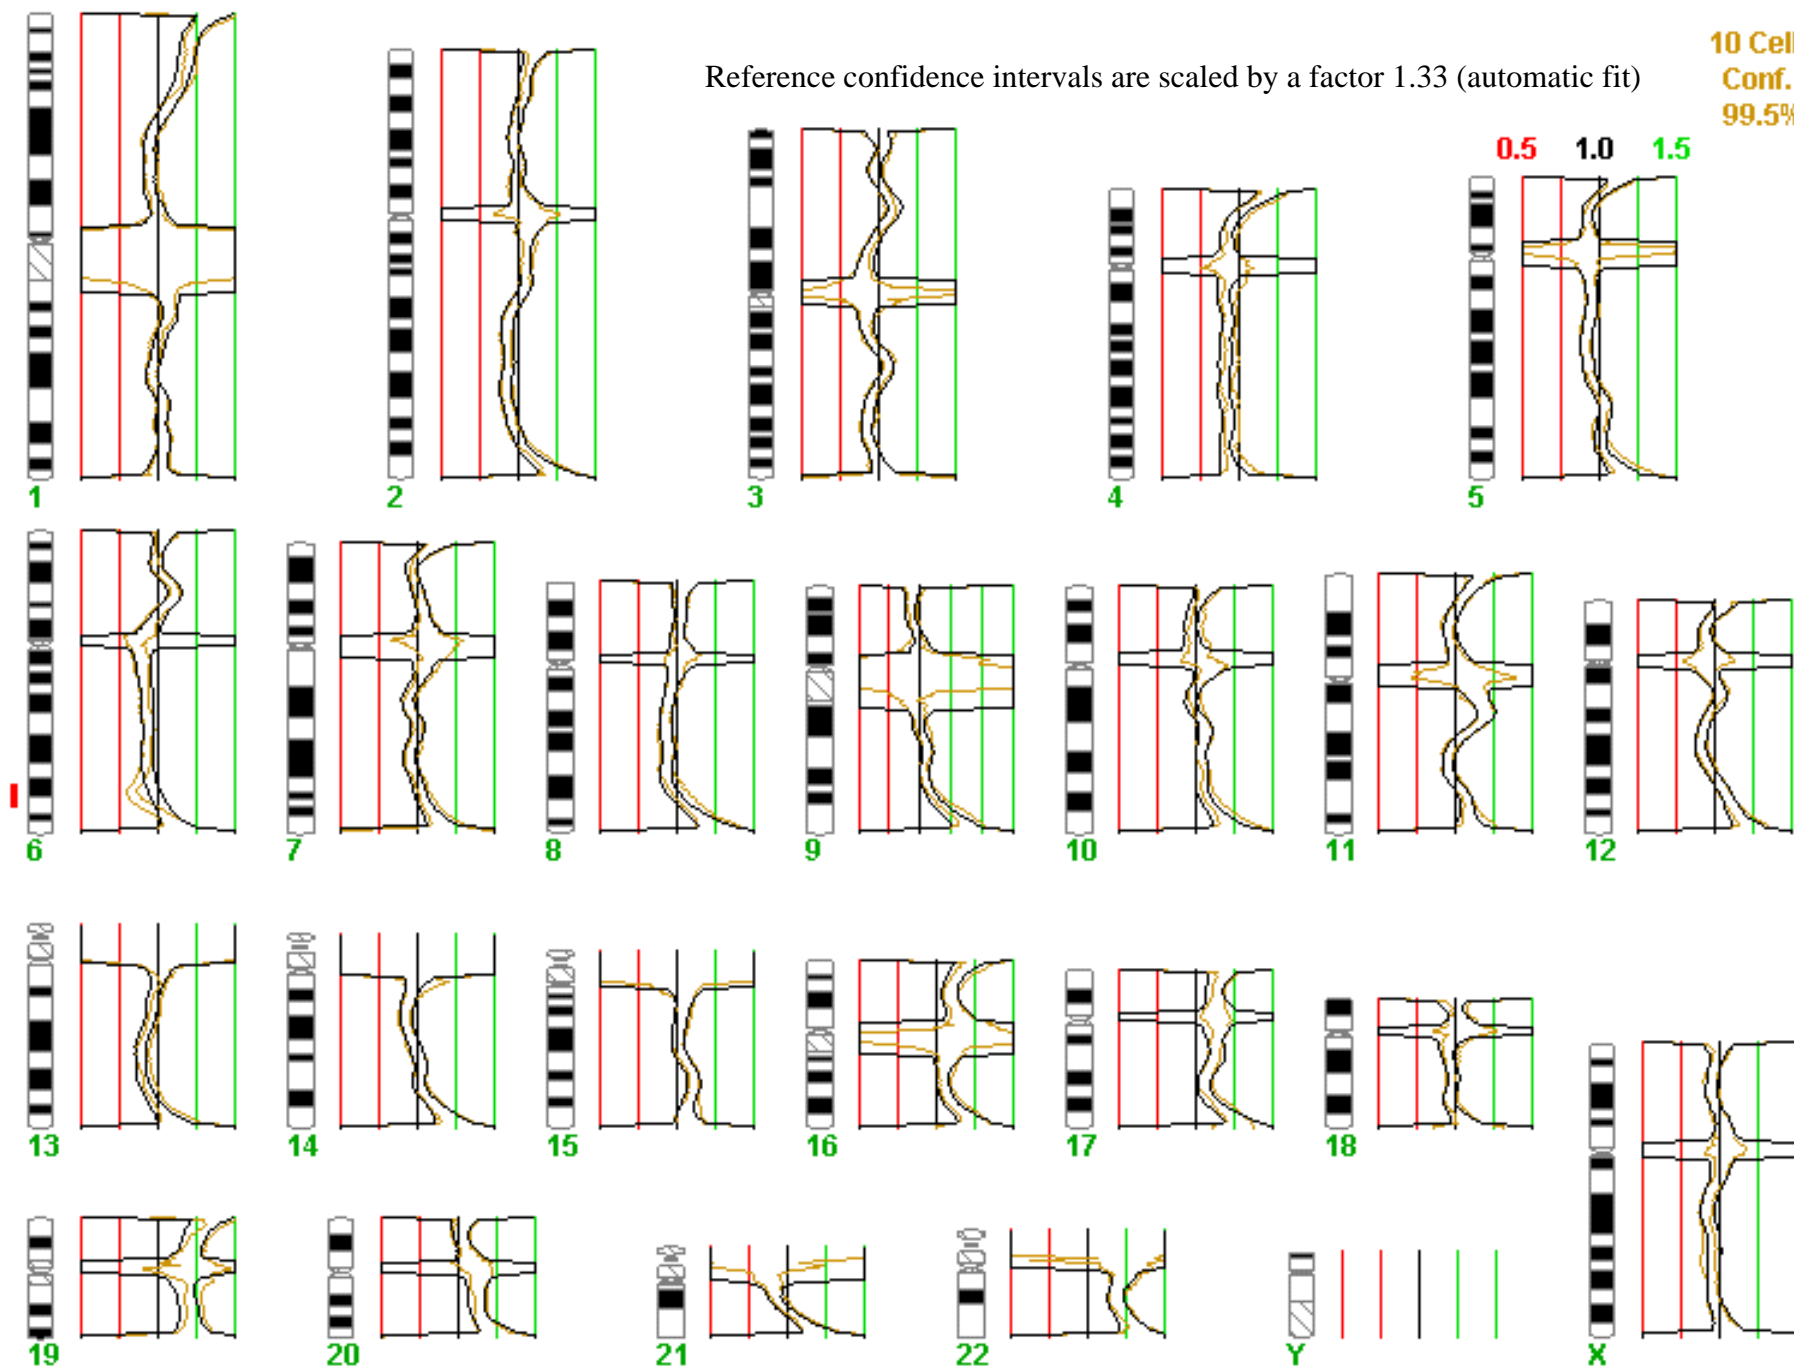 10 Cell
Reference confidence intervals are scaled by a factor 1.33 (automatic fit)
Conf.
99.5%
0.5 1.0 1.5
1 2 3 4 5
6 7 8 9 10 11 12
13 14 15 16 17 18
19 20 21 22 Y X